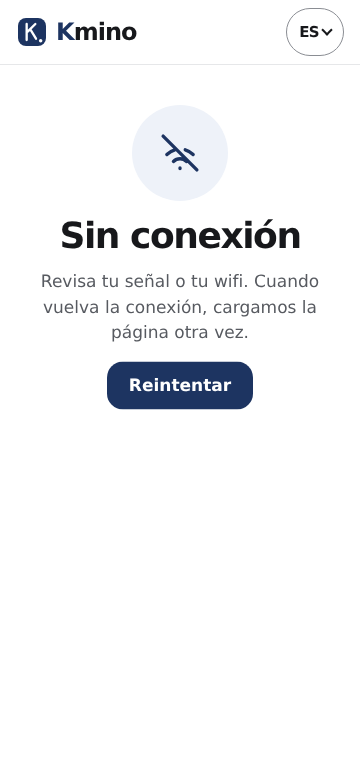 K. Kmino
ES
Sin conexión
Revisa tu señal o tu wifi. Cuando
vuelva la conexión, cargamos la
página otra vez.
Reintentar